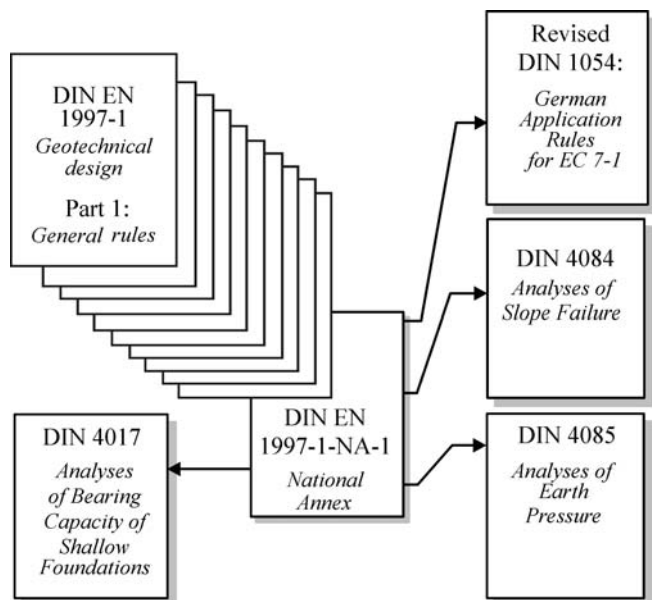 DIN EN
1997-1
Geotechnical
design
Part 1:
General rules
Revised
DIN 1054:
German
Application
Rules
for EC 7-1
DIN 4084
Analyses of
Slope Failure
DIN EN
1997-1-NA-1
National
Annex
DIN 4017
Analyses
of Bearing
Capacity of
Shallow
Foundations
DIN 4085
Analyses of
Earth
Pressure